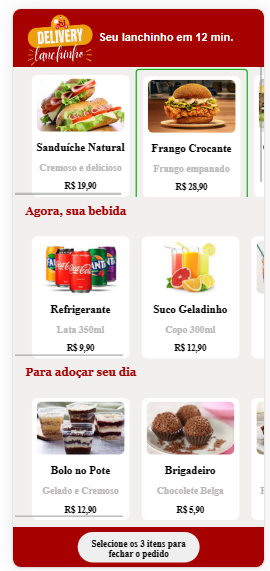 DELIVERY
Lanchinho
Seu lanchinho em 12 min.
Sanduíche Natural
Cremoso e delicioso
R$ 19,90
Frango Crocante
Frango empanado
R$ 28,90
Agora, sua bebida
Refrigerante
Lata 350ml
R$ 9,90
Suco Geladinho
Copo 300ml
R$ 12,90
Para adoçar seu dia
Bolo no Pote
Gelado e Cremoso
R$ 12,90
Brigadeiro
Chocolete Belga
R$ 5,90
Selecione os 3 itens para
fechar o pedido